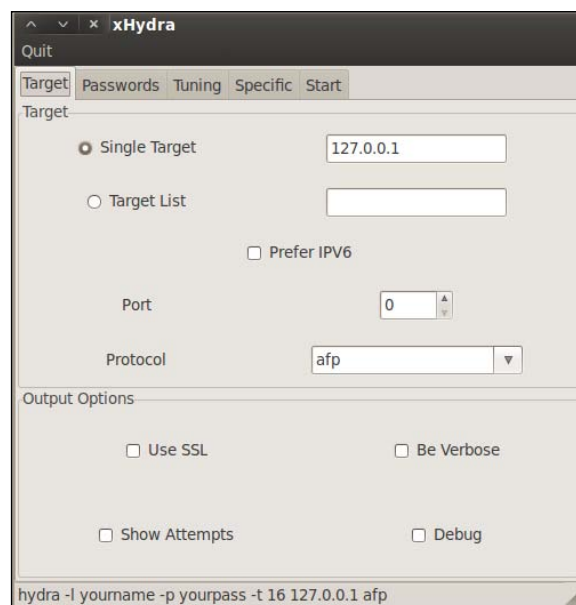 xHydra
Quit
Target Passwords Tuning Specific Start
Target
Single Target 127.0.0.1
Target List
Prefer IPV6
Port 0
Protocol afp
Output Options
Use SSL Be Verbose
Show Attempts Debug
hydra -l yourname -p yourpass -t 16 127.0.0.1 afp